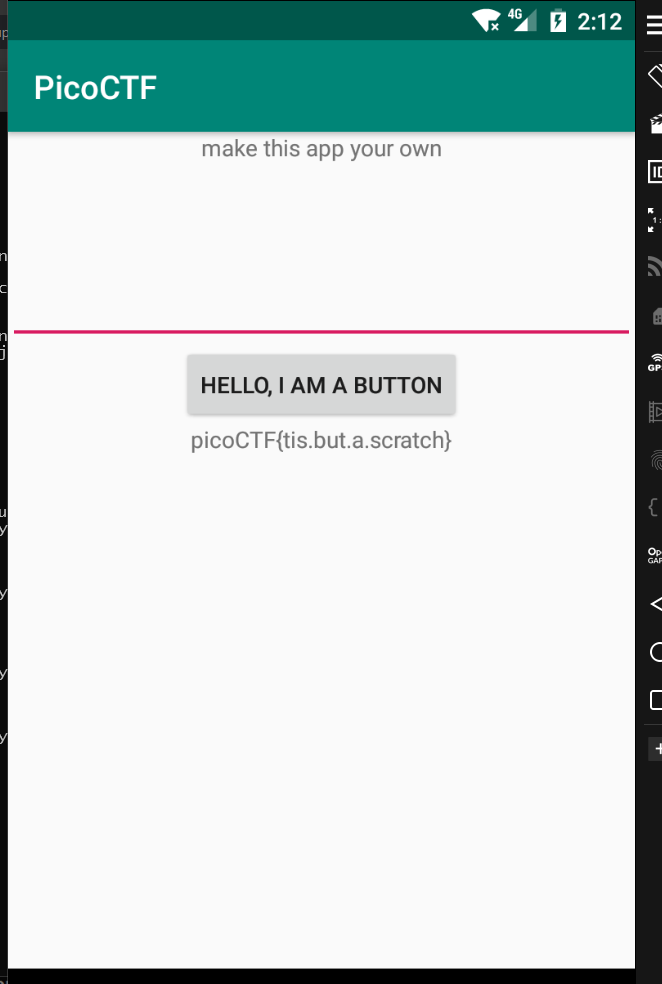 4G 2:12
PicoCTF
make this app your own
HELLO, I AM A BUTTON
picoCTF{tis.but.a.scratch}